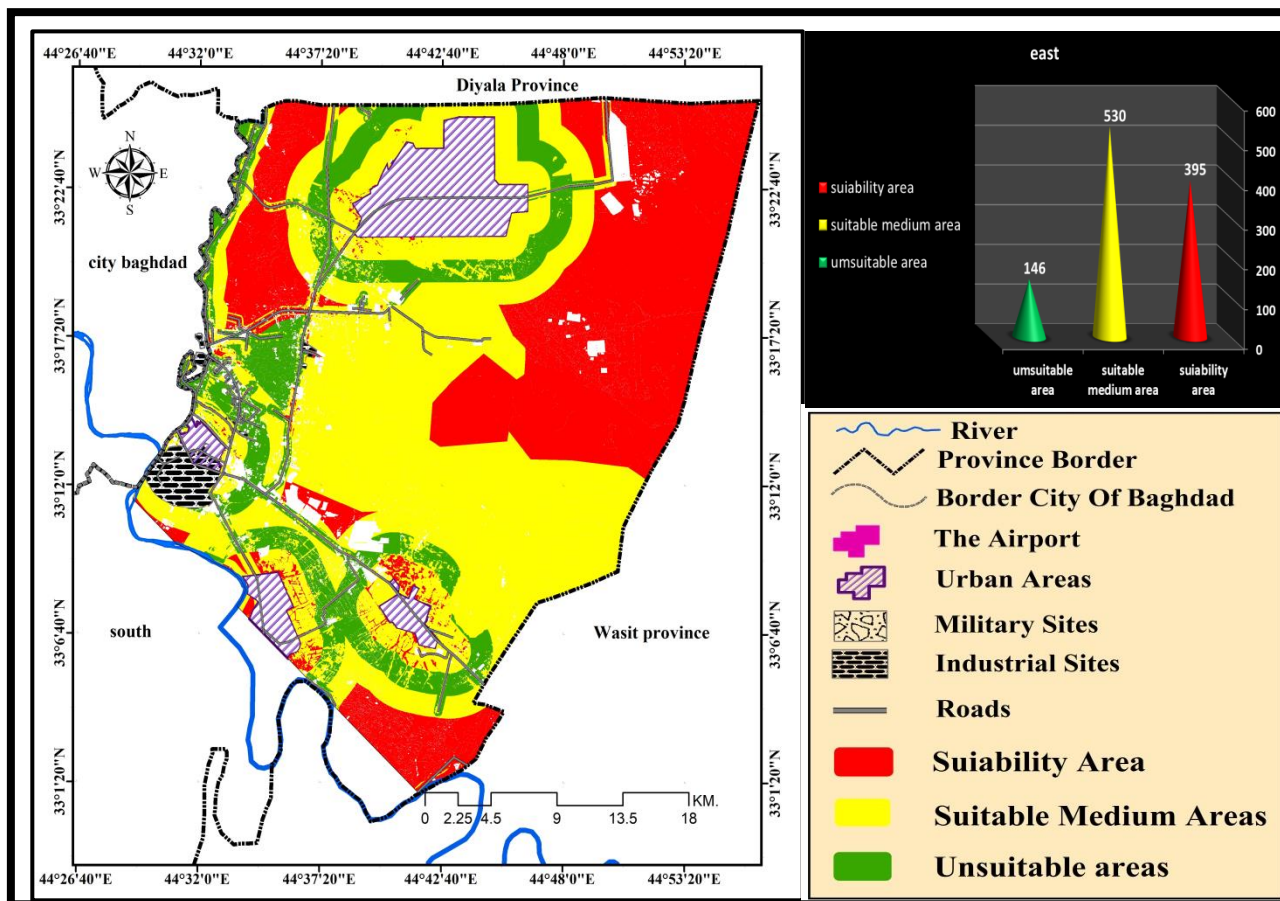 44°26'40"E 44°32'0"E 44°37'20"E 44°42'40"E 44°48'0"E 44°53'20"E
Diyala Province
N
W E
S
33°22'40"N
33°22'40"N
city baghdad
33°17'20"N
33°17'20"N
33°12'0"N
33°12'0"N
south
Wasit province
33°6'40"N
33°6'40"N
33°1'20"N
33°1'20"N
KM.
0 2.25 4.5 9 13.5 18
44°26'40"E 44°32'0"E 44°37'20"E 44°42'40"E 44°48'0"E 44°53'20"E
east
suiability area
suitable medium area
umsuitable area
146
530
395
600
500
400
300
200
100
0
umsuitable
area
suitable
medium area
suiability
area
River
Province Border
Border City Of Baghdad
The Airport
Urban Areas
Military Sites
Industrial Sites
Roads
Suiability Area
Suitable Medium Areas
Unsuitable areas